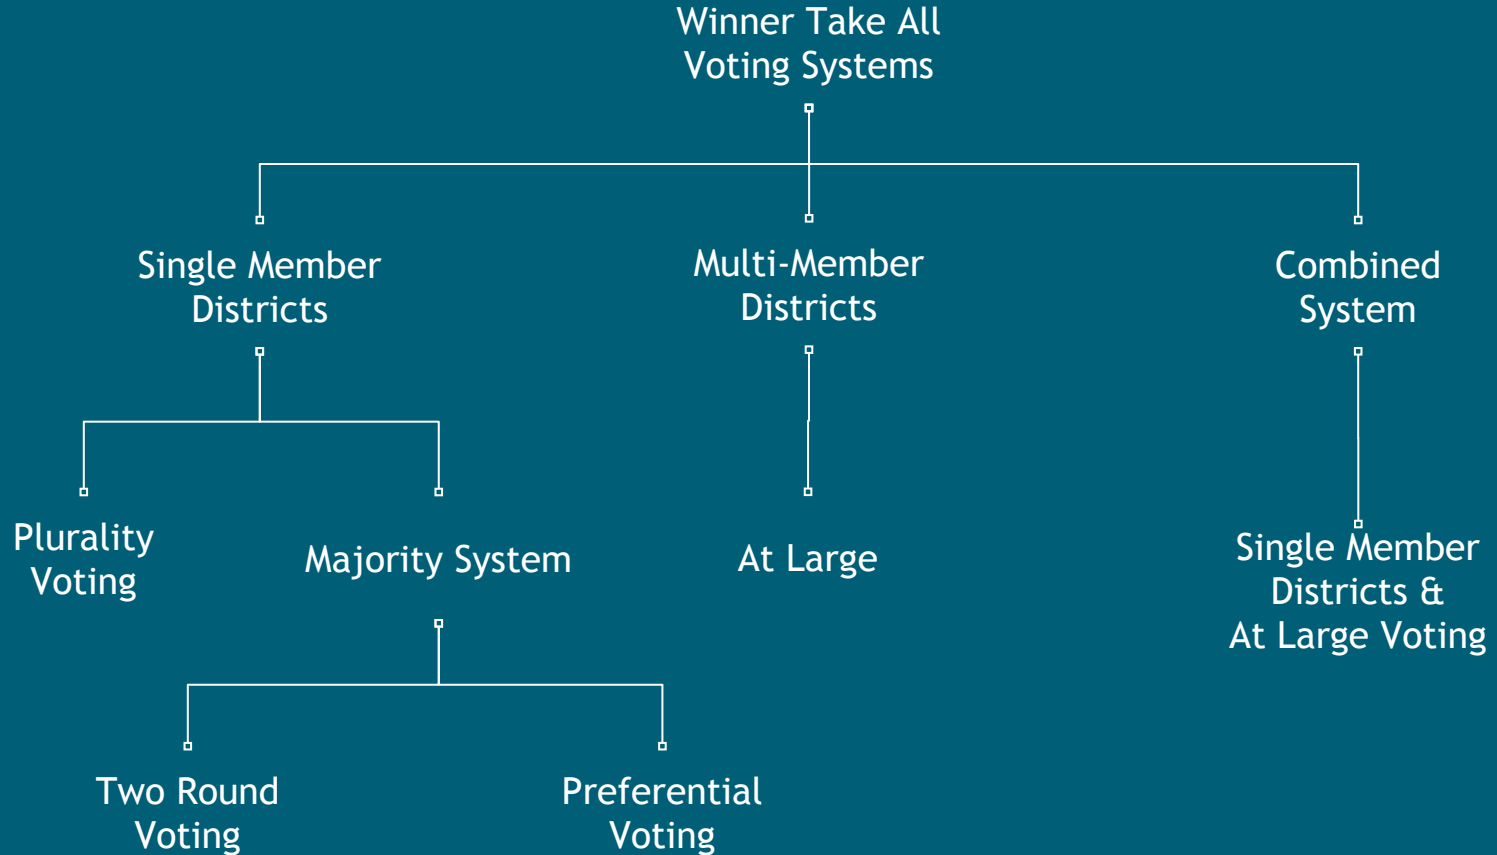 Winner Take All
Voting Systems
Single Member
Districts
Multi-Member
Districts
Combined
System
Plurality
Voting
Majority System
At Large
Single Member
Districts &
At Large Voting
Two Round
Voting
Preferential
Voting